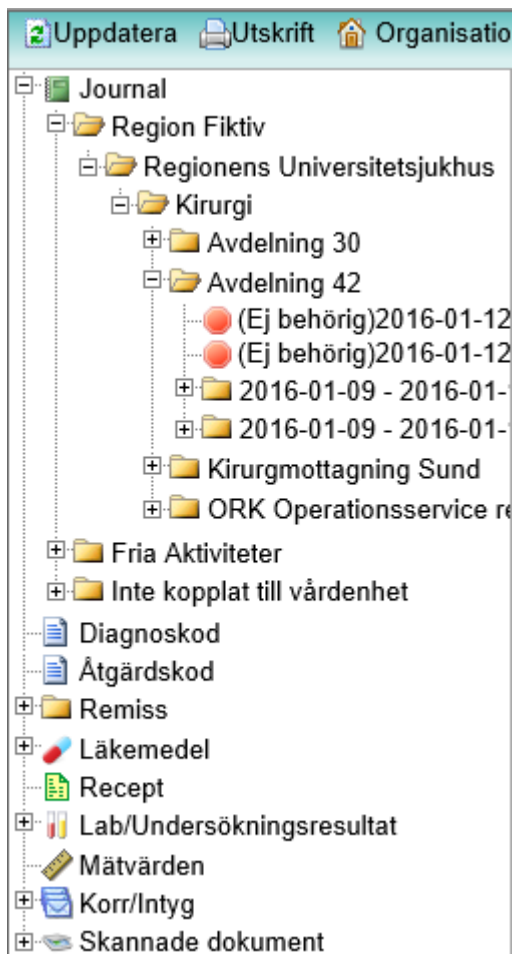 Uppdatera Utskrift Organisatio
Journal
Region Fiktiv
Regionens Universitetsjukhus
Kirurgi
Avdelning 30
Avdelning 42
(Ej behörig)2016-01-12
(Ej behörig)2016-01-12
2016-01-09 - 2016-01-
2016-01-09 - 2016-01-
Kirurgmottagning Sund
ORK Operationsservice re
Fria Aktiviteter
Inte kopplat till vårdenhet
Diagnoskod
Åtgärdskod
Remiss
Läkemedel
Recept
Lab/Undersökningsresultat
Mätvärden
Korr/Intyg
Skannade dokument